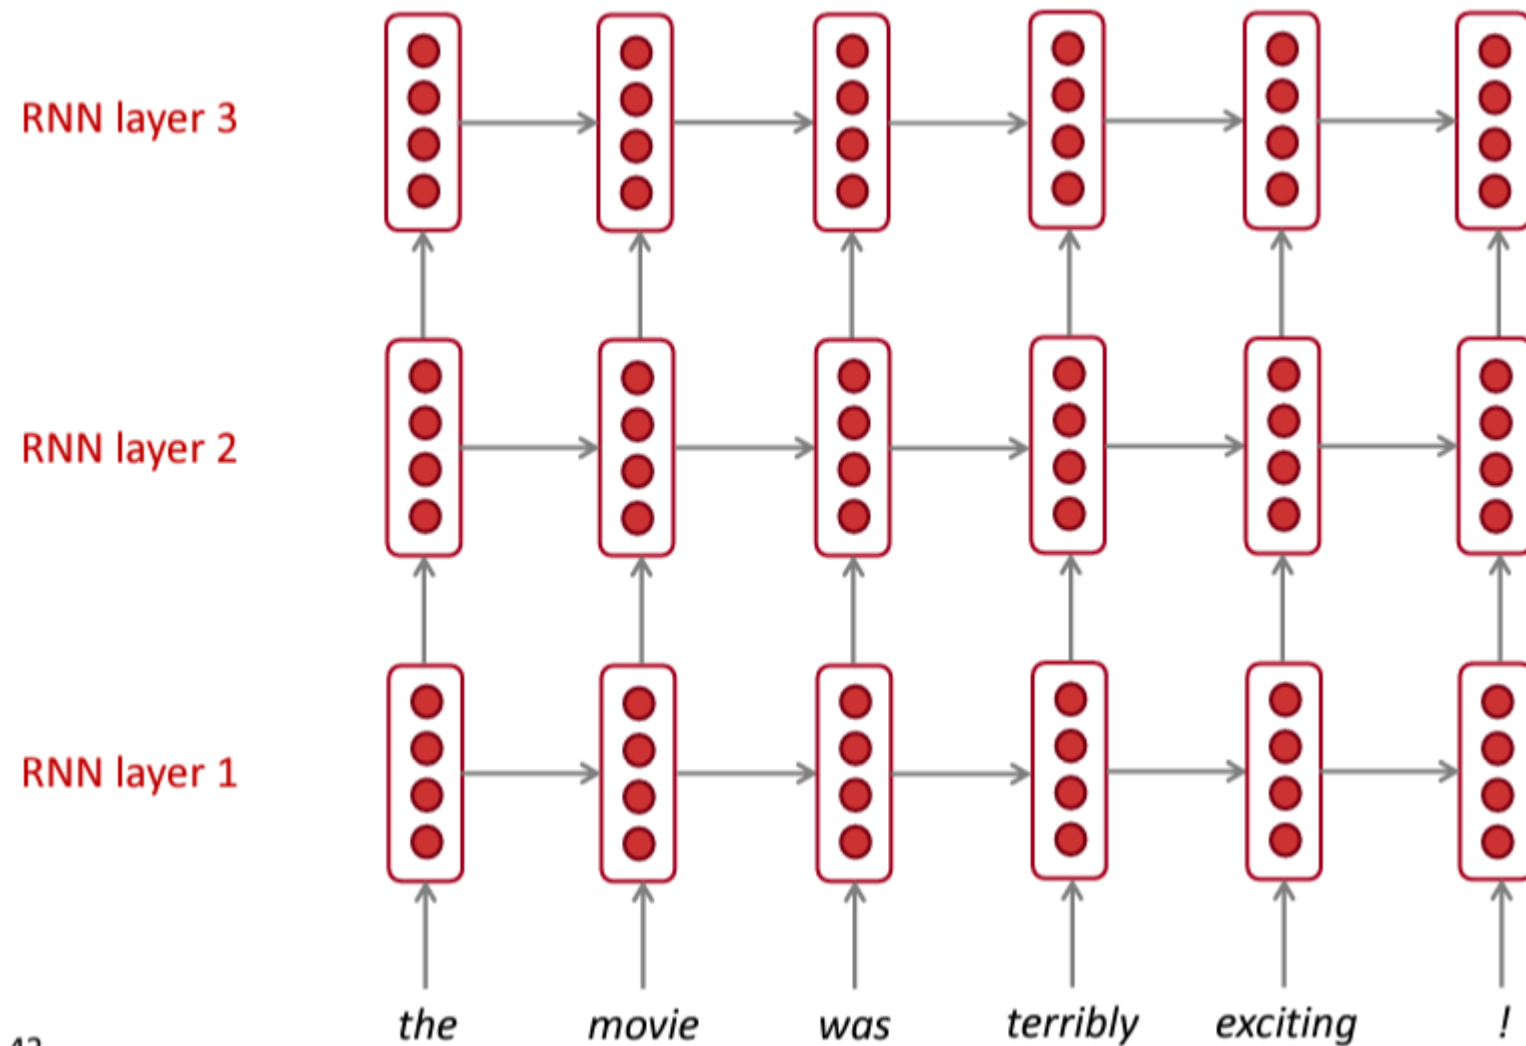 RNN layer 3
RNN layer 2
RNN layer 1
the movie was terribly exciting !